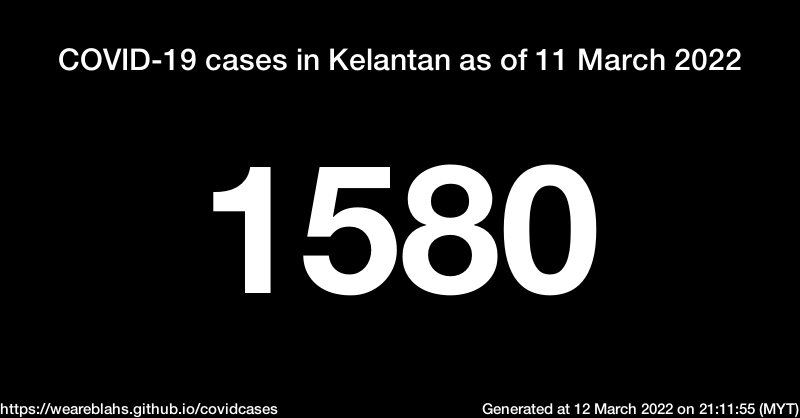 COVID-19 cases in Kelantan as of 11 March 2022
1580
https://weareblahs.github.io/covidcases
Generated at 12 March 2022 on 21:11:55 (MYT)